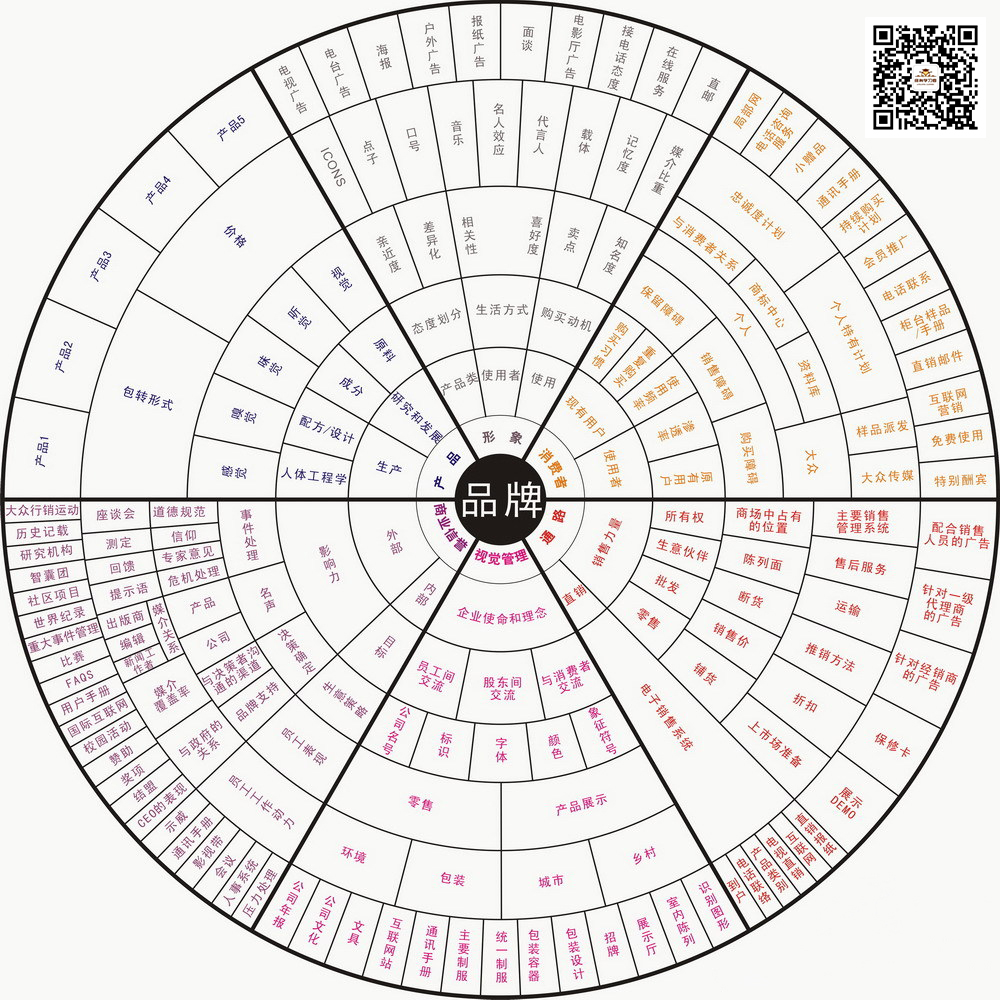 品牌
形象
产品类
使用者
使用
态度划分
生活方式
购买动机
亲近度
差异化
相关性
喜好度
卖点
知名度
ICONS
点子
口号
音乐
名人效应
代言人
载体
记忆度
媒介比重
电视广告
电台广告
海报
户外广告
报纸广告
面谈
电影厅广告
接电话态度
在线服务
直邮
消费者
现有用户
使用者
购买习惯
重复购买
使用频率
渗透率
原有用户
保留障碍
销售障碍
购买障碍
与消费者关系
商标中心
个人
资料库
大众
忠诚度计划
个人特有计划
样品派发
大众传媒
局部网
电话咨询
服务
小赠品
通讯手册
持续购买
计划
会员推广
电话联系
柜台样品
/手册
直销邮件
互联网
营销
免费使用
特别酬宾
通路
销售力量
直销
所有权
生意伙伴
批发
零售
电子销售系统
商场中占有
的位置
陈列面
断货
销售价
铺货
主要销售
管理系统
售后服务
运输
推销方法
折扣
上市场准备
配合销售
人员的广告
针对一级
代理商
的广告
针对经销商
的广告
保修卡
展示
DEMO
直销报纸
互联网
电视直销
产品类别
电话联络
到户
视觉管理
企业使命和理念
员工间
交流
股东间
交流
与消费者
交流
公司名号
标识
字体
颜色
象征符号
零售
产品展示
环境
包装
城市
乡村
公司年报
公司文化
文具
互联网站
通讯手册
主要制服
统一制服
包装容器
包装设计
招牌
展示厅
室内陈列
识别图形
商业信誉
外部
内部
影响力
项目
事件处理
名声
决策确定
生意策略
道德规范
信仰
专家意见
危机处理
产品
公司
与决策者沟
通的渠道
品牌支持
员工表现
座谈会
测定
回馈
提示语
出版商
编辑
新闻工
作者
媒介关系
媒介
覆盖率
与政府的
关系
员工工作动力
大众行销运动
历史记载
研究机构
智囊团
社区项目
世界纪录
重大事件管理
比赛
FAQS
用户手册
国际互联网
校园活动
赞助
奖项
结盟
CEO的表现
示威
通讯手册
影视带
会议
人事系统
压力处理
产品
研究和发展
生产
原料
成分
配方/设计
人体工程学
视觉
听觉
味觉
嗅觉
感觉
价格
包转形式
产品5
产品4
产品3
产品2
产品1